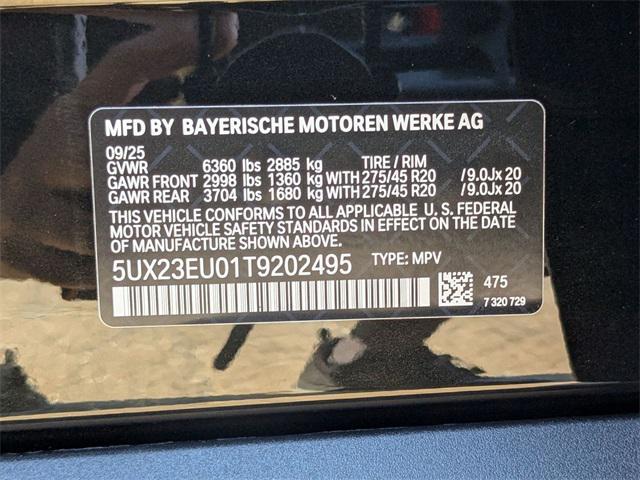 MFD BY BAYERISCHE MOTOREN WERKE AG
09/25
GVWR 6360 lbs 2885 kg TIRE / RIM
GAWR FRONT 2998 lbs 1360 kg WITH 275/45 R20 /9.0Jx20
GAWR REAR 3704 lbs 1680 kg WITH 275/45 R20 /9.0Jx20
THIS VEHICLE CONFORMS TO ALL APPLICABLE U. S. FEDERAL
MOTOR VEHICLE SAFETY STANDARDS IN EFFECT ON THE DATE
OF MANUFACTURE SHOWN ABOVE.
5UX23EU01T9202495 TYPE: MPV
475
7 320 729